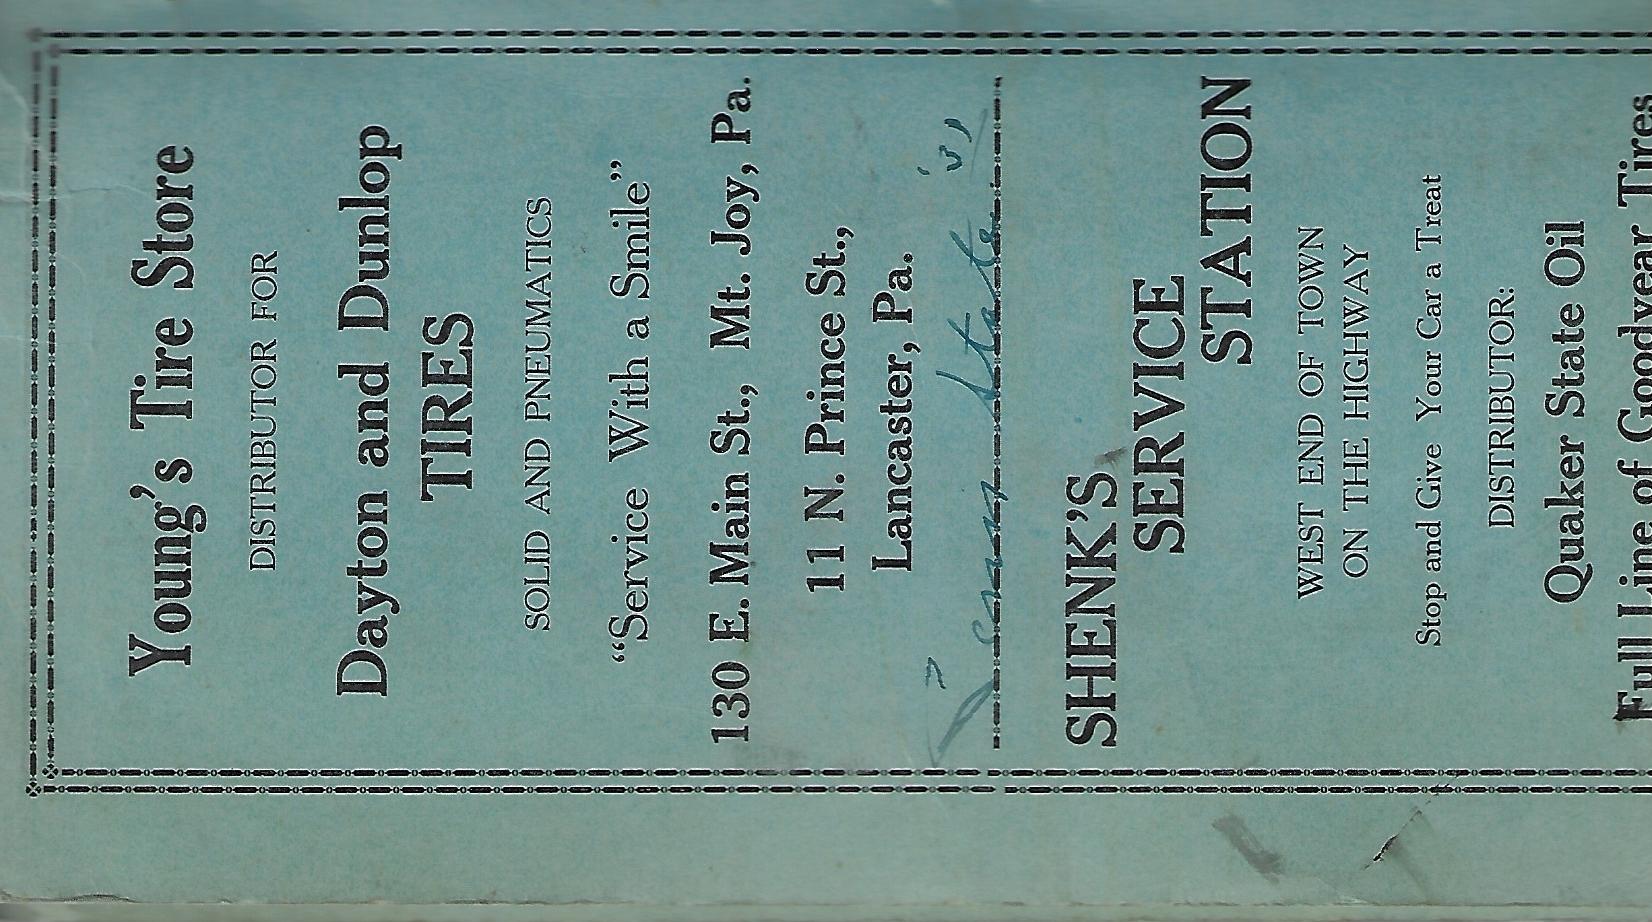 Young's Tire Store
DISTRIBUTOR FOR
Dayton and Dunlop
TIRES
SOLID AND PNEUMATICS
"Service With a Smile"
130 E. Main St., Mt. Joy, Pa.
11 N. Prince St.,
Lancaster, Pa.
SHENK'S
SERVICE
STATION
WEST END OF TOWN
ON THE HIGHWAY
Stop and Give Your Car a Treat
DISTRIBUTOR:
Quaker State Oil
Full Line of Goodyear Tires